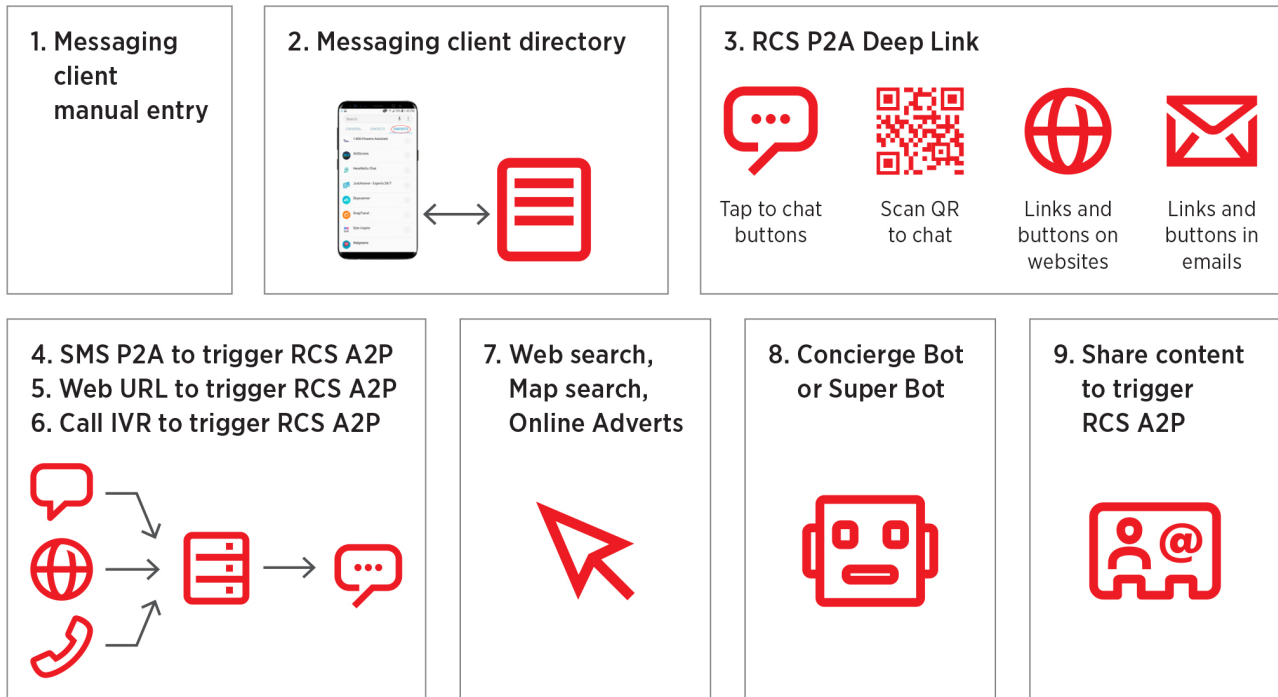 1. Messaging
client
manual entry
2. Messaging client directory
Search
3. RCS P2A Deep Link
Tap to chat
buttons
Scan QR
to chat
Links and
buttons on
websites
Links and
buttons in
emails
4. SMS P2A to trigger RCS A2P
5. Web URL to trigger RCS A2P
6. Call IVR to trigger RCS A2P
7. Web search,
Map search,
Online Adverts
8. Concierge Bot
or Super Bot
9. Share content
to trigger
RCS A2P
@